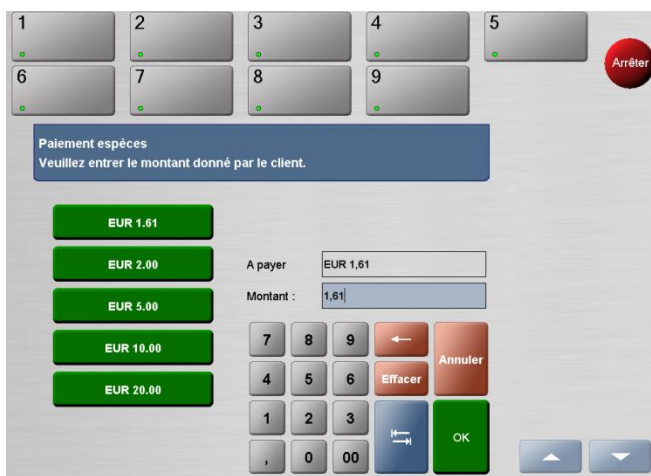 1
2
3
4
5
Arrêter
6
7
8
9
Paiement espèces
Veuillez entrer le montant donné par le client.
EUR 1.61
EUR 2.00
EUR 5.00
EUR 10.00
EUR 20.00
A payer EUR 1,61
Montant : 1,61
7 8 9
Annuler
4 5 6 Effacer
1 2 3
OK
, 0 00